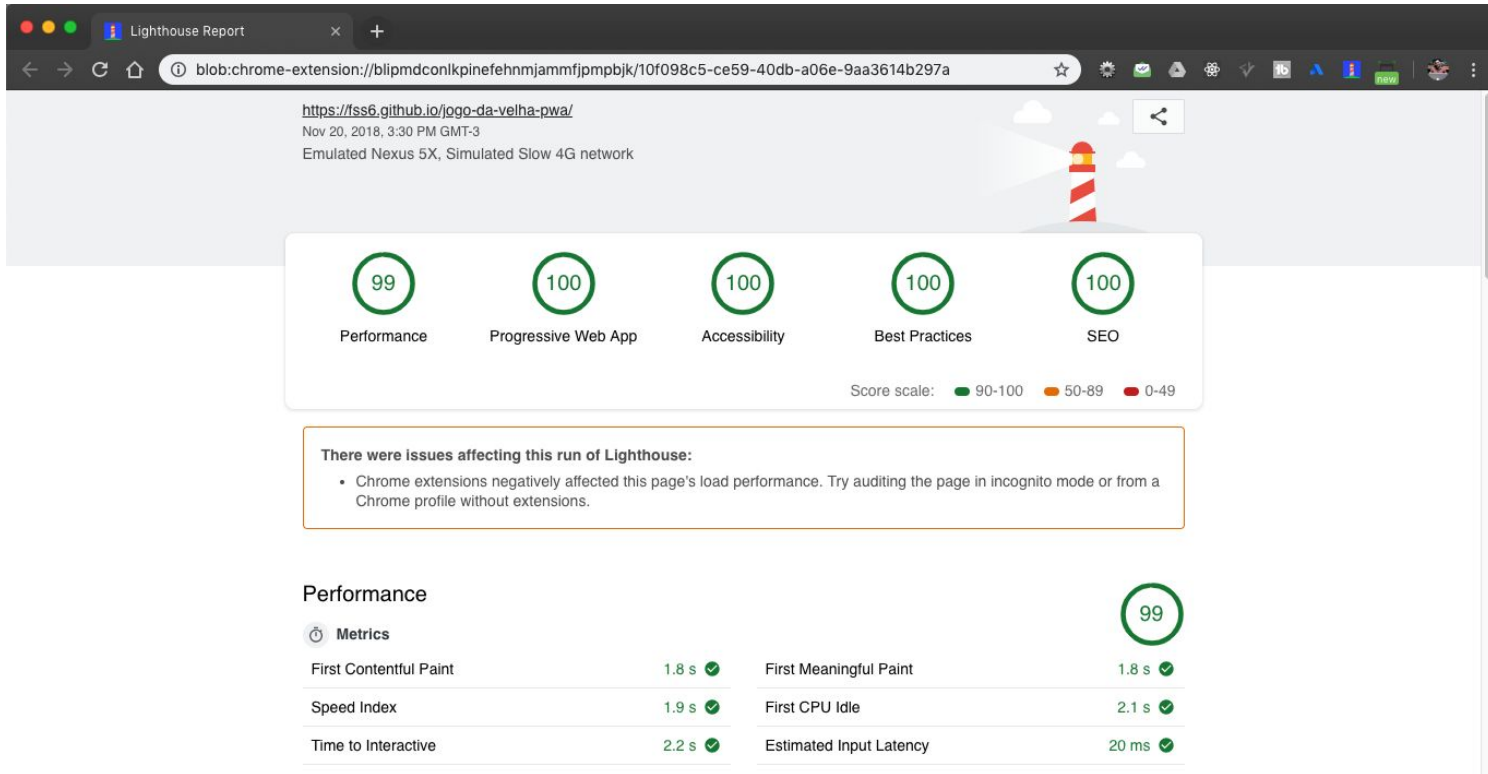 Lighthouse Report
blob:chrome-extension://blipmdconlkpinefehnmjammfjpmpbjk/10f098c5-ce59-40db-a06e-9aa3614b297a
tb
new
https://fss6.github.io/jogo-da-velha-pwa/
Nov 20, 2018, 3:30 PM GMT-3
Emulated Nexus 5X, Simulated Slow 4G network
99 100 100 100 100
Performance Progressive Web App Accessibility Best Practices SEO
Score scale: 90-100 50-89 0-49
There were issues affecting this run of Lighthouse:
• Chrome extensions negatively affected this page's load performance. Try auditing the page in incognito mode or from a
Chrome profile without extensions.
Performance
99
Metrics
First Contentful Paint 1.8 s First Meaningful Paint 1.8 s
Speed Index 1.9 s First CPU Idle 2.1 s
Time to Interactive 2.2 s Estimated Input Latency 20 ms